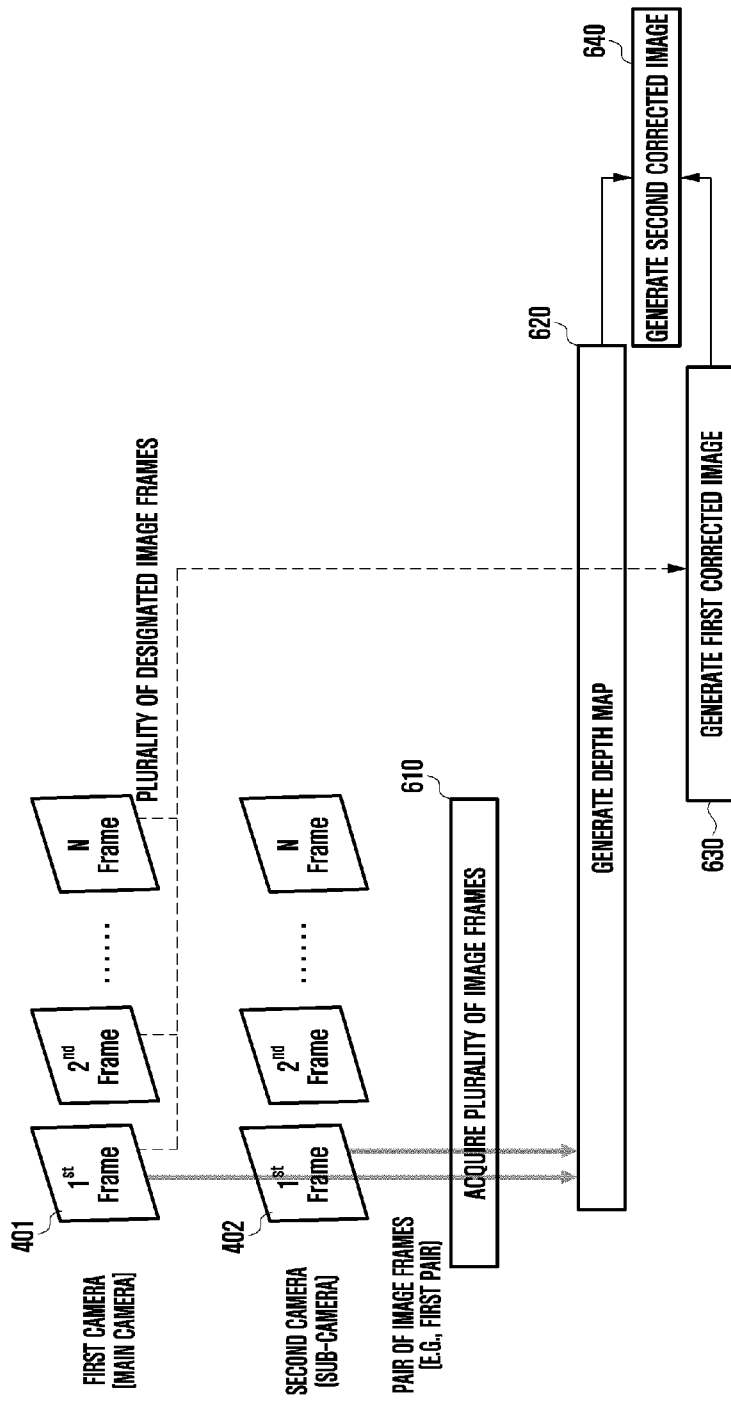 FIRST CAMERA
[MAIN CAMERA]
401
1st
Frame
2nd
Frame
......
N
Frame
PLURALITY OF DESIGNATED IMAGE FRAMES
SECOND CAMERA
(SUB-CAMERA)
402
1st
Frame
2nd
Frame
......
N
Frame
PAIR OF IMAGE FRAMES
[E.G., FIRST PAIR]
610
ACQUIRE PLURALITY OF IMAGE FRAMES
620
GENERATE DEPTH MAP
640
GENERATE SECOND CORRECTED IMAGE
630
GENERATE FIRST CORRECTED IMAGE